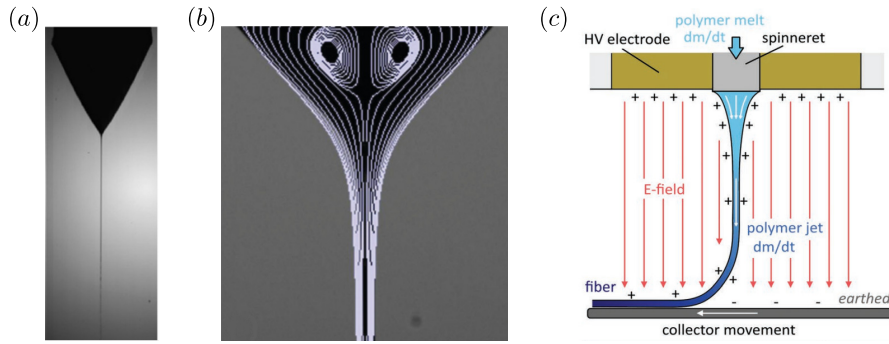 (a)
(b)
(c)
polymer melt
dm/dt
HV electrode
spinneret
+ + + + + + + +
E-field
polymer jet
dm/dt
fiber
earthed
collector movement